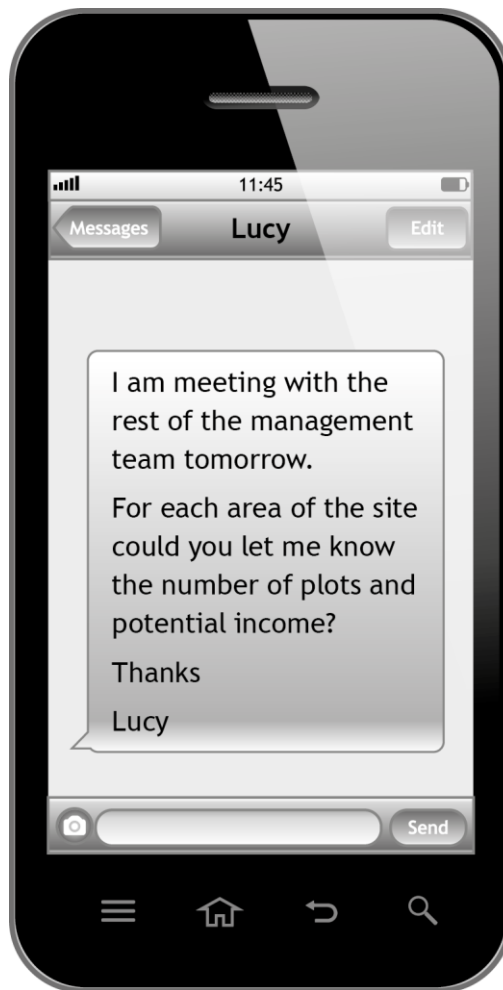 11:45
Messages
Lucy
Edit
I am meeting with the
rest of the management
team tomorrow.
For each area of the site
could you let me know
the number of plots and
potential income?
Thanks
Lucy
Send